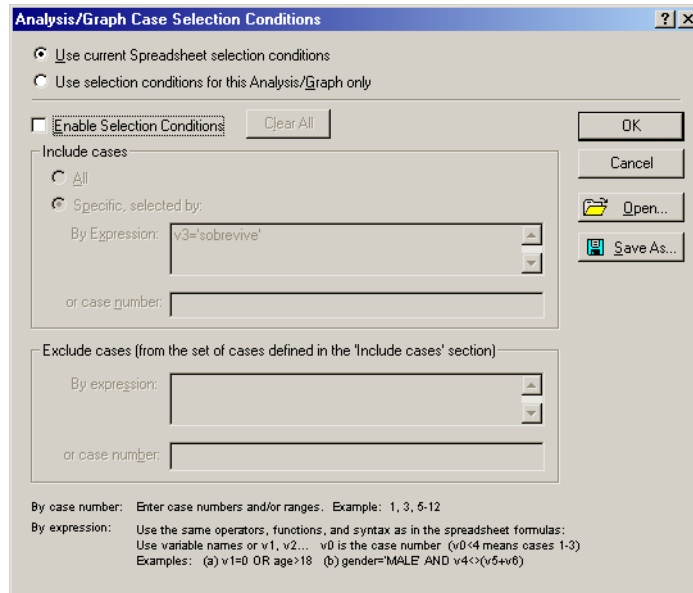 Analysis/Graph Case Selection Conditions
Use current Spreadsheet selection conditions
Use selection conditions for this Analysis/Graph only
Enable Selection Conditions
Clear All
OK
Include cases
Cancel
All
Specific, selected by:
Open...
By Expression:
v3='sobrevive'
Save As...
or case number:
Exclude cases (from the set of cases defined in the 'Include cases' section)
By expression:
or case number:
By case number: Enter case numbers and/or ranges. Example: 1, 3, 5-12
By expression: Use the same operators, functions, and syntax as in the spreadsheet formulas:
Use variable names or v1, v2... v0 is the case number (v0<4 means cases 1-3)
Examples: (a) v1=0 OR age>18 (b) gender='MALE' AND v4<>(v5+v6)